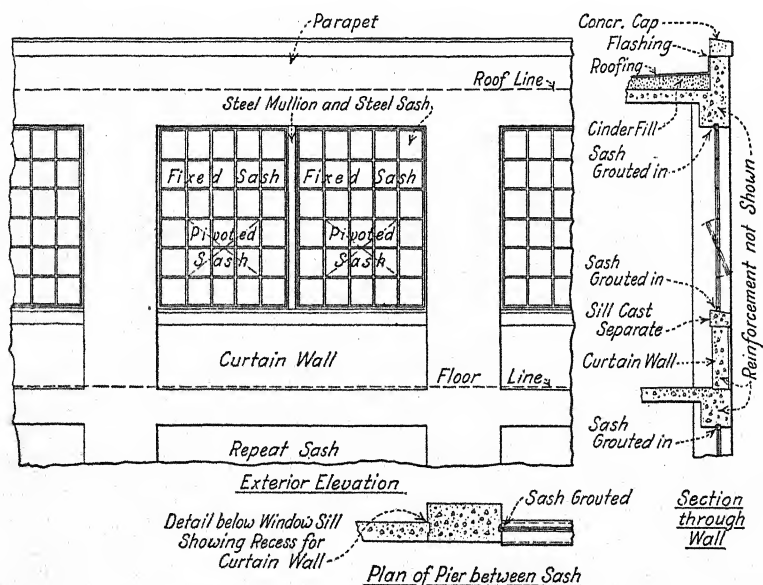 Parapet
Roof Line
Steel Mullion and Steel Sash
Fixed Sash
Fixed Sash
Pivoted
Sash
Pivoted
Sash
Curtain Wall
Floor Line
Repeat Sash
Exterior Elevation
Concr. Cap
Flashing
Roofing
Cinder Fill
Sash
Grouted in
Sash
Grouted in
Sill Cast
Separate
Curtain Wall
Sash
Grouted in
Reinforcement not Shown
Section
through
Wall
Detail below Window Sill
Showing Recess for
Curtain Wall
Sash Grouted
Plan of Pier between Sash